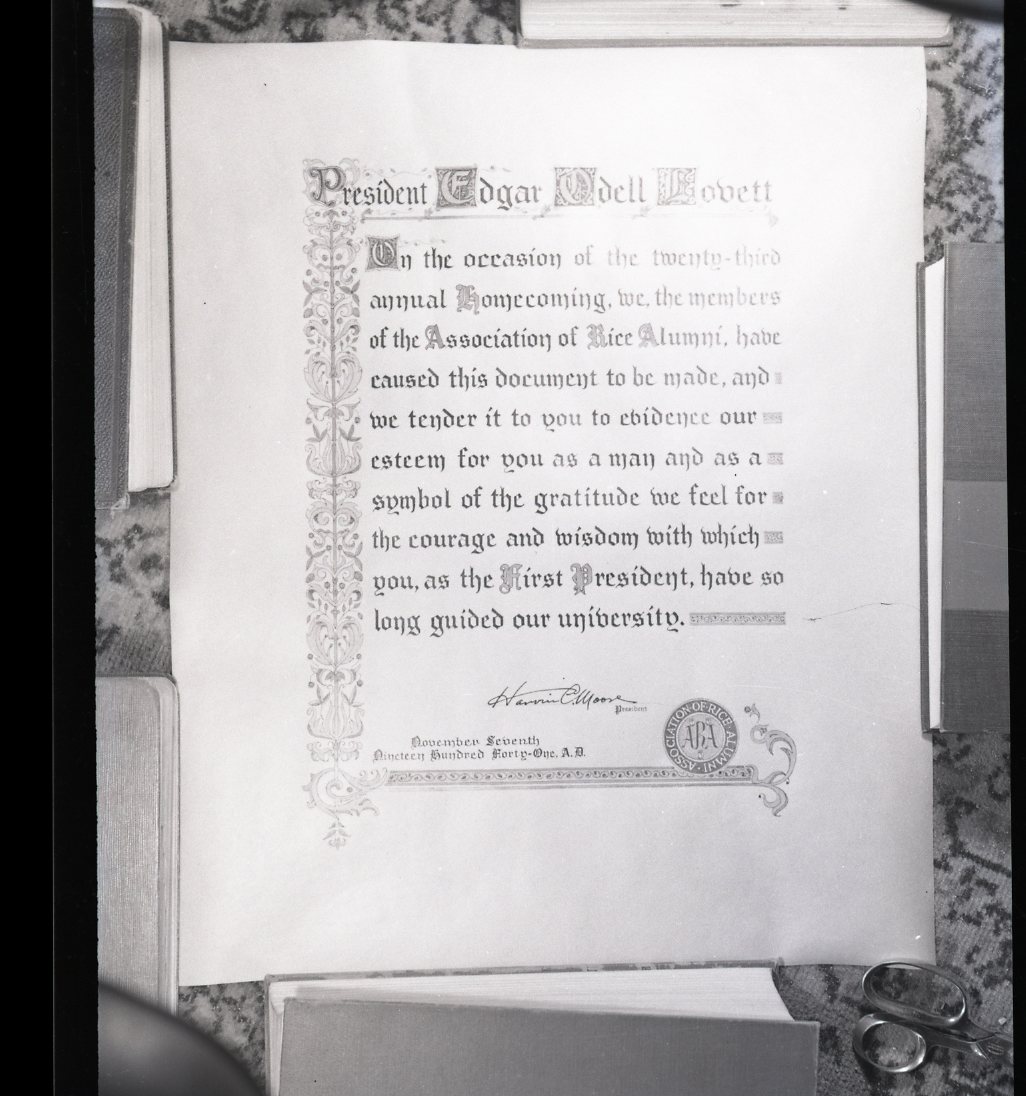 President Edgar Odell Lovett
On the occasion of the twenty-third
annual Homecoming, we, the members
of the Association of Rice Alumni, have
caused this document to be made, and
we tender it to you to evidence our
esteem for you as a man and as a
symbol of the gratitude we feel for
the courage and wisdom with which
you, as the First President, have so
long guided our university.
Harvin C. Moore
President
November Seventh
Nineteen Hundred Forty-One, A.D.
ASSOCIATION·OF·RICE ALUMNI·
ARA